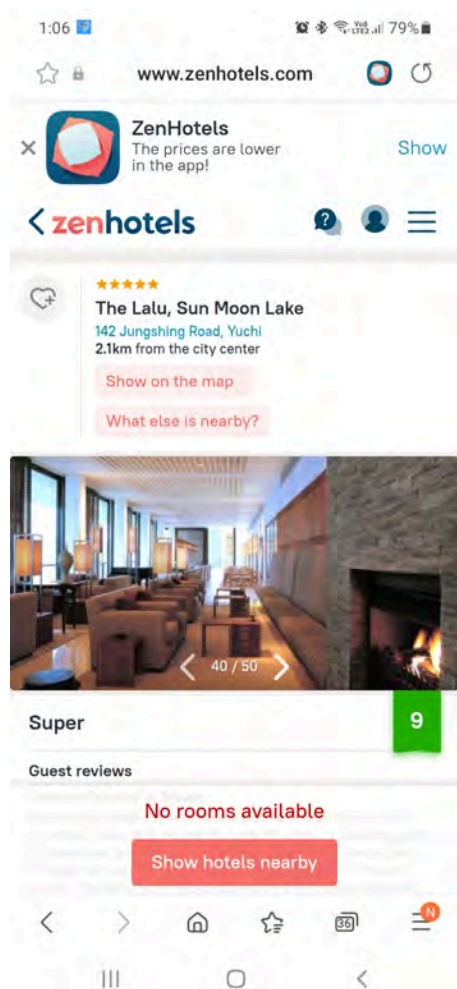 1:06
79%
www.zenhotels.com
ZenHotels
The prices are lower
in the app!
Show
zenhotels
The Lalu, Sun Moon Lake
142 Jungshing Road, Yuchi
2.1km from the city center
Show on the map
What else is nearby?
40 / 50
Super
9
Guest reviews
No rooms available
Show hotels nearby
36
N